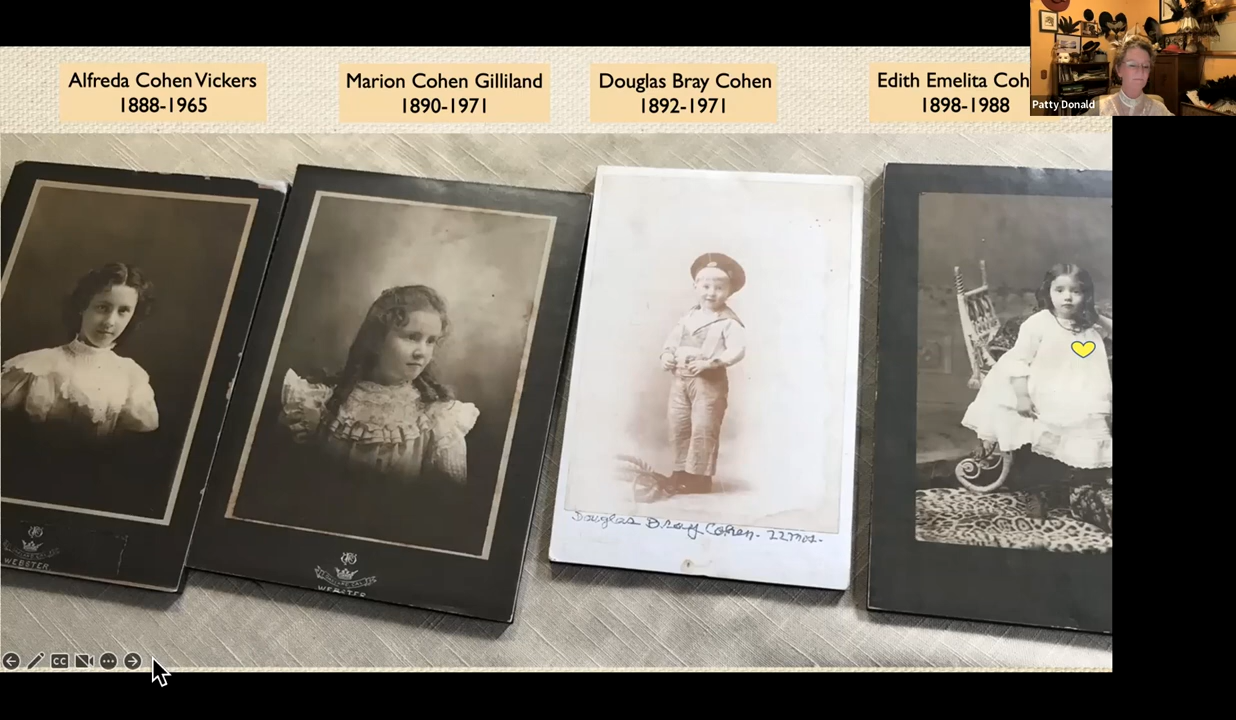 Alfreda Cohen Vickers
1888-1965
Marion Cohen Gilliland
1890-1971
Douglas Bray Cohen
1892-1971
Edith Emelita Coh
1898-1988
Patty Donald
Douglas Bray Cohen. 22 mos.
WEBSTER
WEBSTER
CC